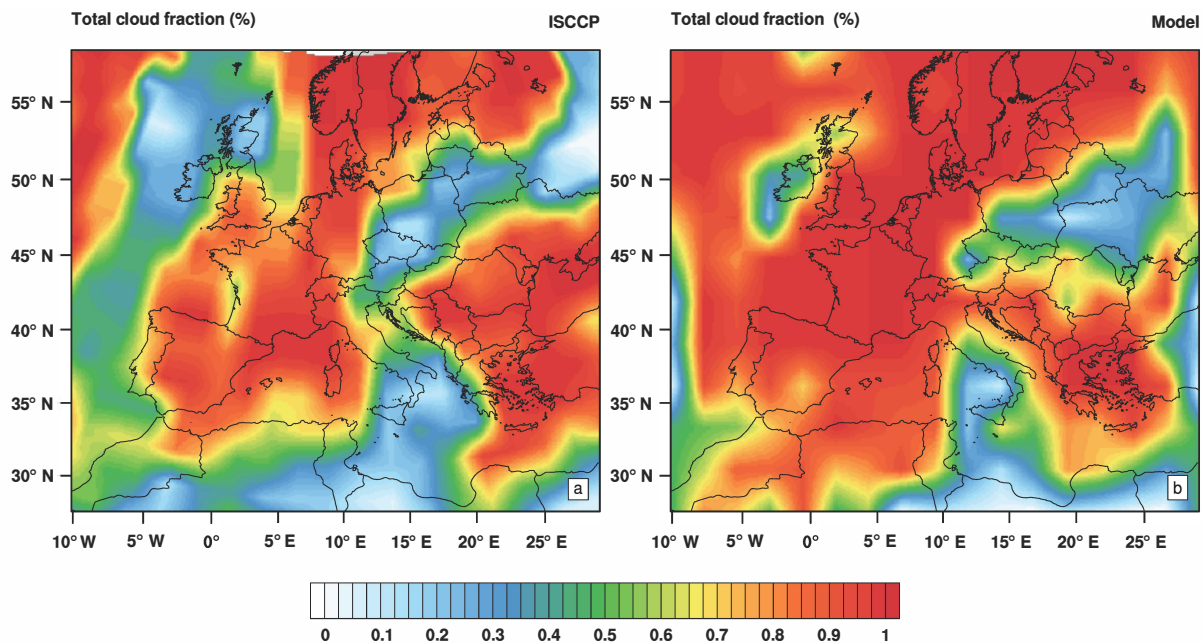 Total cloud fraction (%) ISCCP
55° N
50° N
45° N
40° N
35° N
30° N
a
10° W 5° W 0° 5° E 10° E 15° E 20° E 25° E
Total cloud fraction (%) Model
55° N
50° N
45° N
40° N
35° N
30° N
b
10° W 5° W 0° 5° E 10° E 15° E 20° E 25° E
0 0.1 0.2 0.3 0.4 0.5 0.6 0.7 0.8 0.9 1